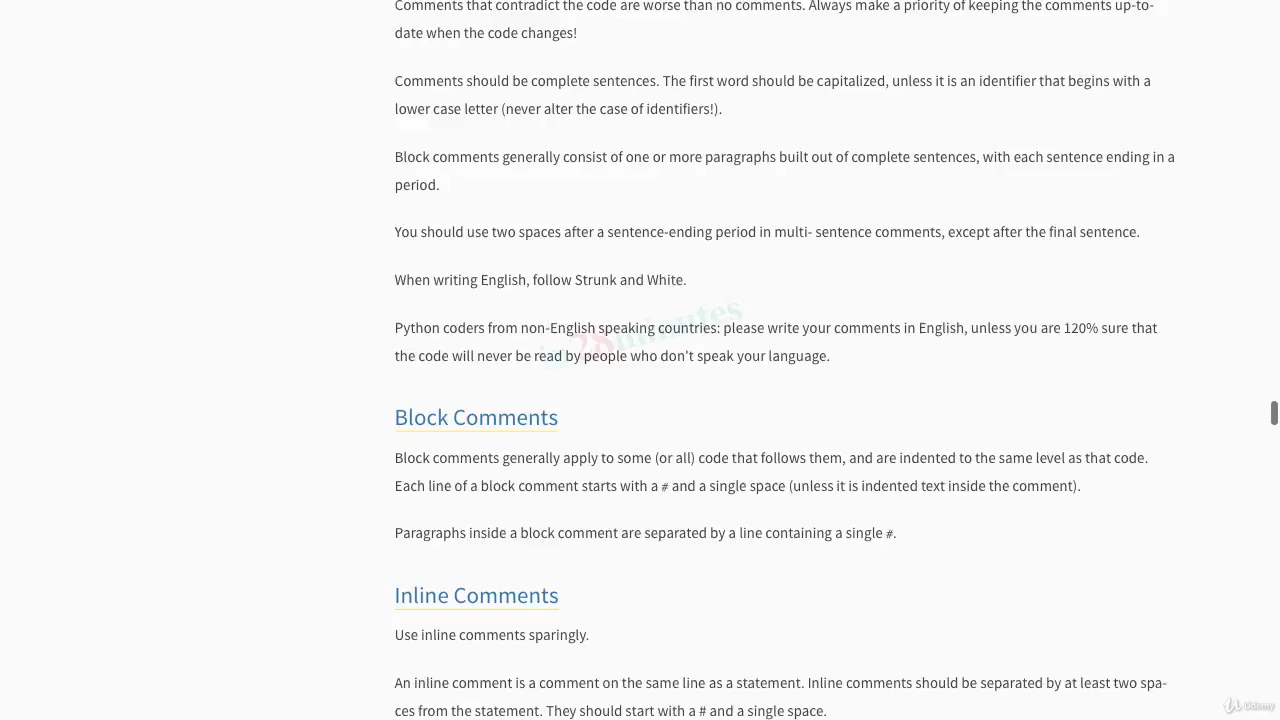 Comments that contradict the code are worse than no comments. Always make a priority of keeping the comments up-to-
date when the code changes!
Comments should be complete sentences. The first word should be capitalized, unless it is an identifier that begins with a
lower case letter (never alter the case of identifiers!).
Block comments generally consist of one or more paragraphs built out of complete sentences, with each sentence ending in a
period.
You should use two spaces after a sentence-ending period in multi- sentence comments, except after the final sentence.
When writing English, follow Strunk and White.
in28minutes
Python coders from non-English speaking countries: please write your comments in English, unless you are 120% sure that
the code will never be read by people who don't speak your language.
Block Comments
Block comments generally apply to some (or all) code that follows them, and are indented to the same level as that code.
Each line of a block comment starts with a # and a single space (unless it is indented text inside the comment).
Paragraphs inside a block comment are separated by a line containing a single #.
Inline Comments
Use inline comments sparingly.
An inline comment is a comment on the same line as a statement. Inline comments should be separated by at least two spa-
ces from the statement. They should start with a # and a single space.
Udemy